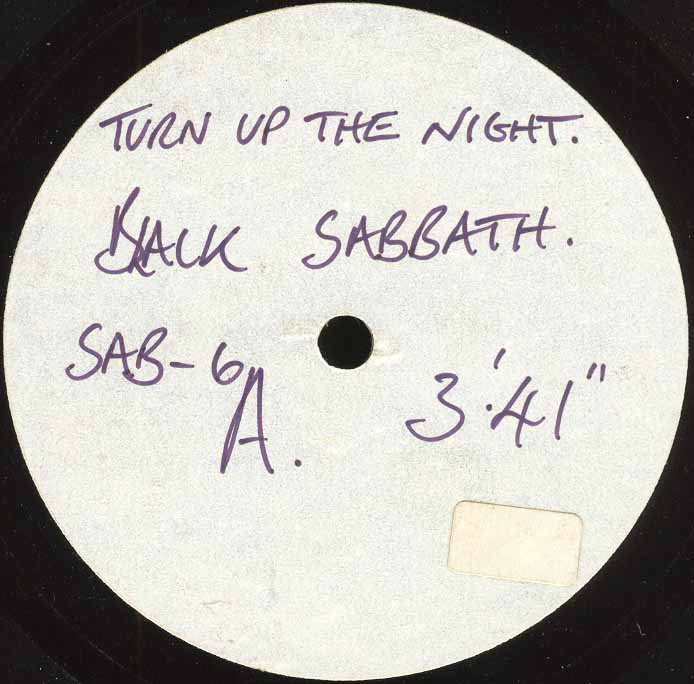 TURN UP THE NIGHT.
BLACK SABBATH.
SAB-6
A. 3'.41"